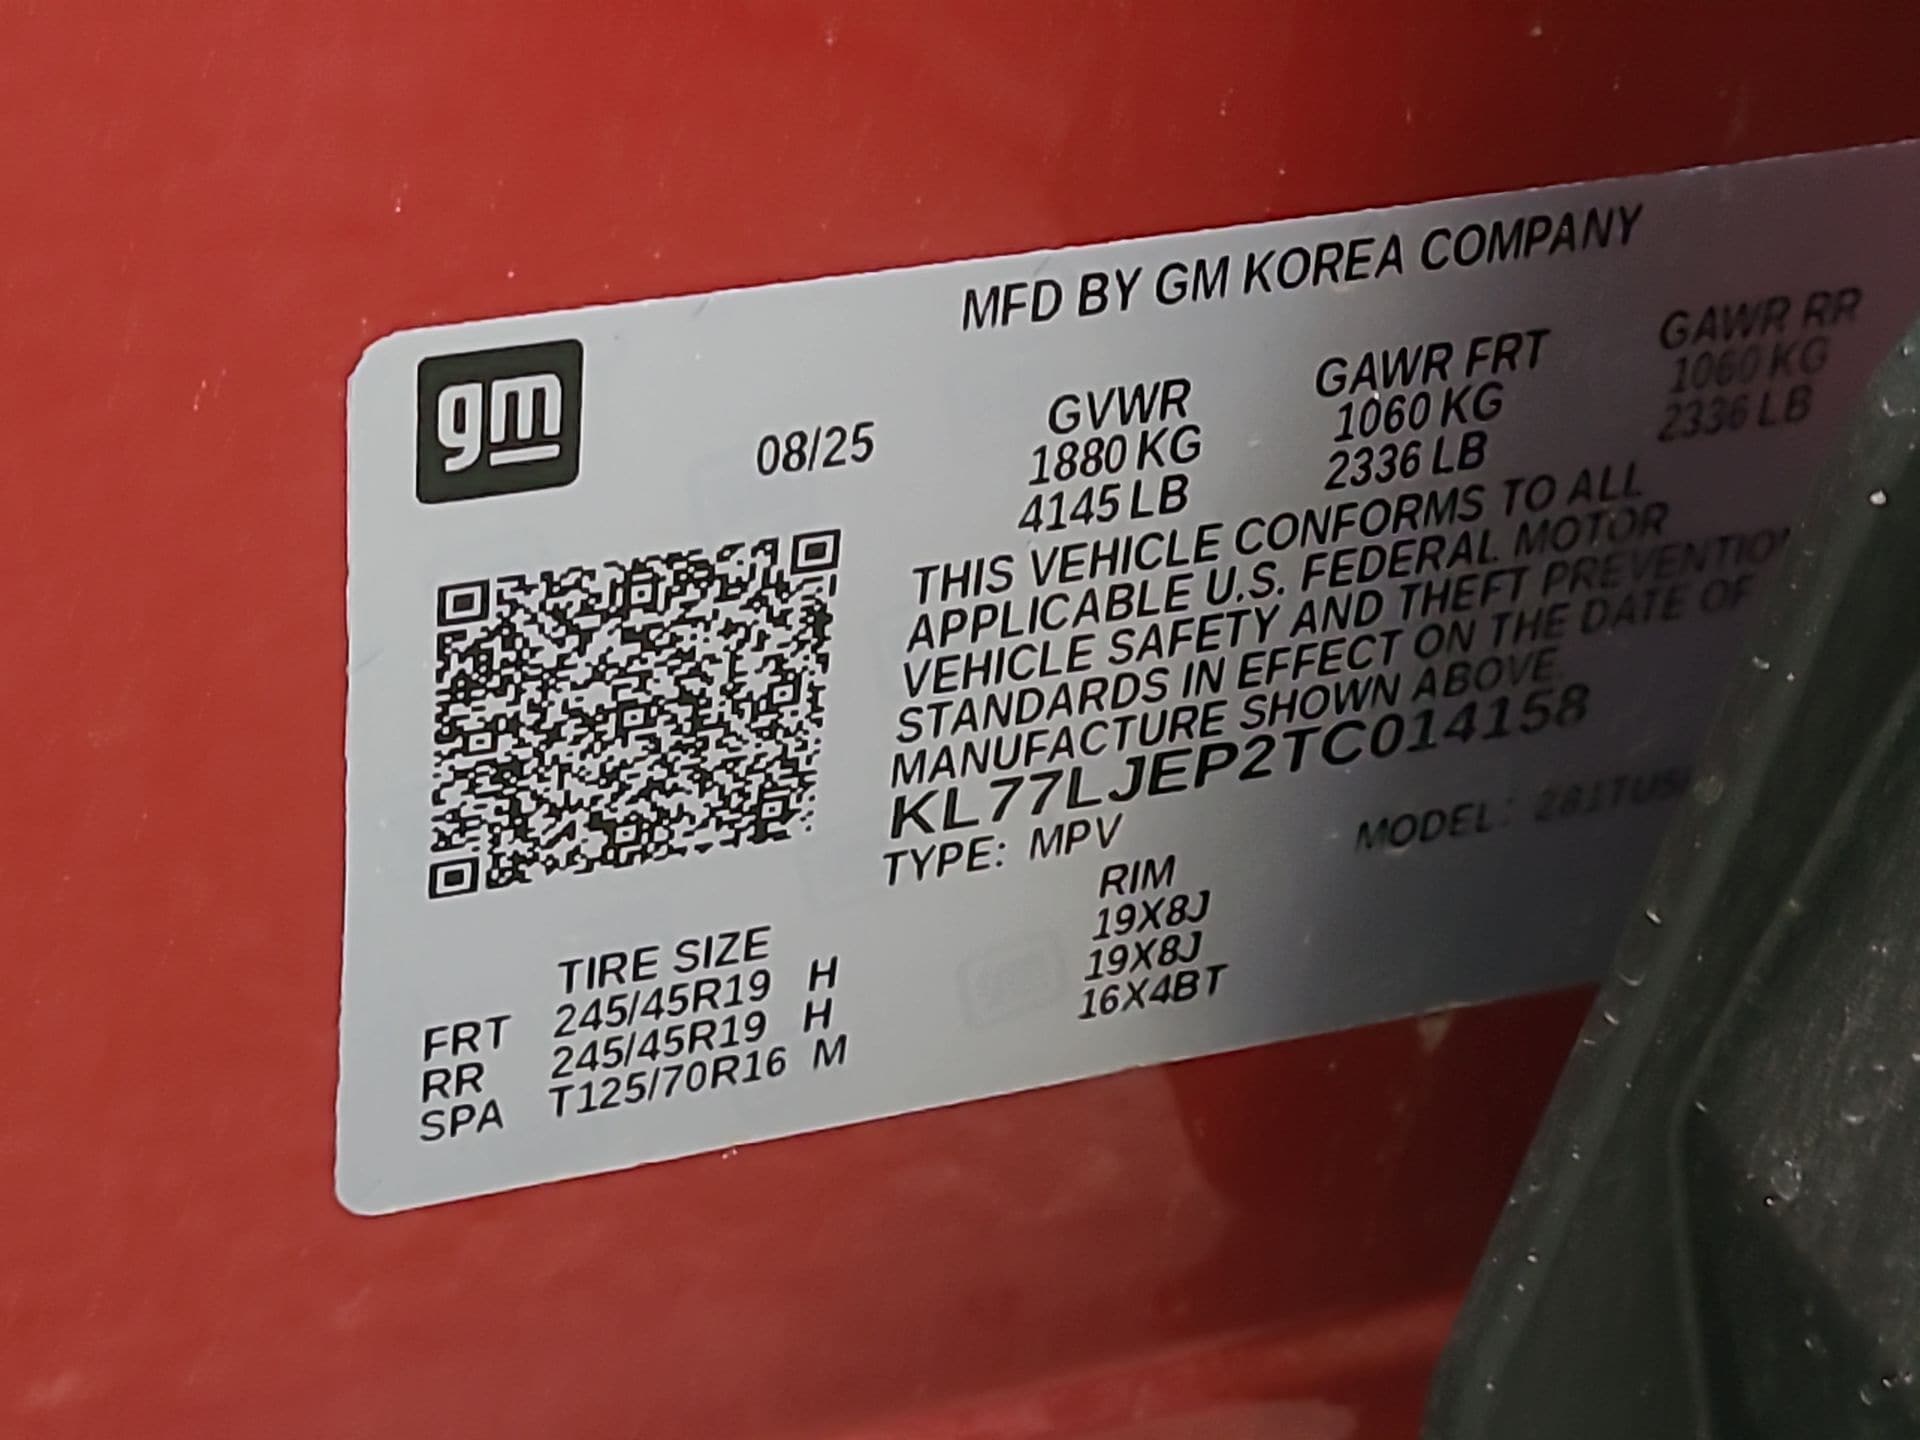 MFD BY GM KOREA COMPANY
gm
08/25
GVWR GAWR FRT GAWR RR
1880 KG 1060 KG 1060 KG
4145 LB 2336 LB 2336 LB
THIS VEHICLE CONFORMS TO ALL
APPLICABLE U.S. FEDERAL MOTOR
VEHICLE SAFETY AND THEFT PREVENTION
STANDARDS IN EFFECT ON THE DATE OF
MANUFACTURE SHOWN ABOVE.
KL77LJEP2TC014158
TYPE: MPV MODEL:
TIRE SIZE RIM
FRT 245/45R19 H 19X8J
RR 245/45R19 H 19X8J
SPA T125/70R16 M 16X4BT